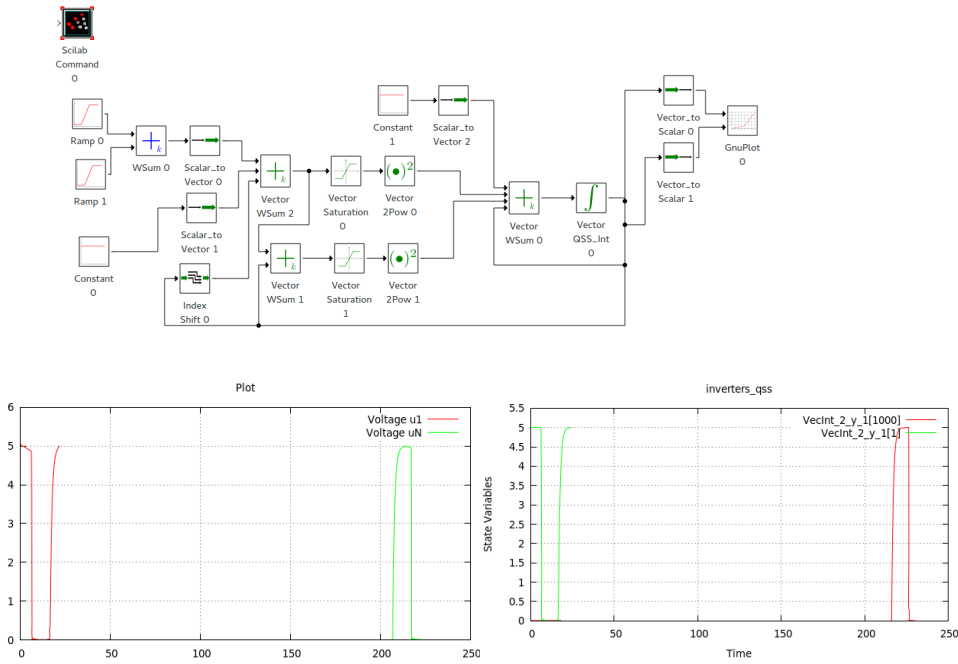 Scilab
Command
0
Ramp 0
Ramp 1
+k
WSum 0
Scalar_to
Vector 0
Constant
0
Scalar_to
Vector 1
Index
Shift 0
+k
Vector
WSum 2
+k
Vector
WSum 1
Vector
Saturation
0
(•)2
Vector
2Pow 0
Vector
Saturation
1
(•)2
Vector
2Pow 1
Constant
1
Scalar_to
Vector 2
+k
Vector
WSum 0
∫
Vector
QSS_Int
0
Vector_to
Scalar 0
Vector_to
Scalar 1
GnuPlot
0
Plot
Voltage u1
Voltage uN
6
5
4
3
2
1
0
0 50 100 150 200 250
inverters_qss
VecInt_2_y_1[1000]
VecInt_2_y_1[1]
State Variables
5.5
5
4.5
4
3.5
3
2.5
2
1.5
1
0.5
0
0 50 100 150 200 250
Time